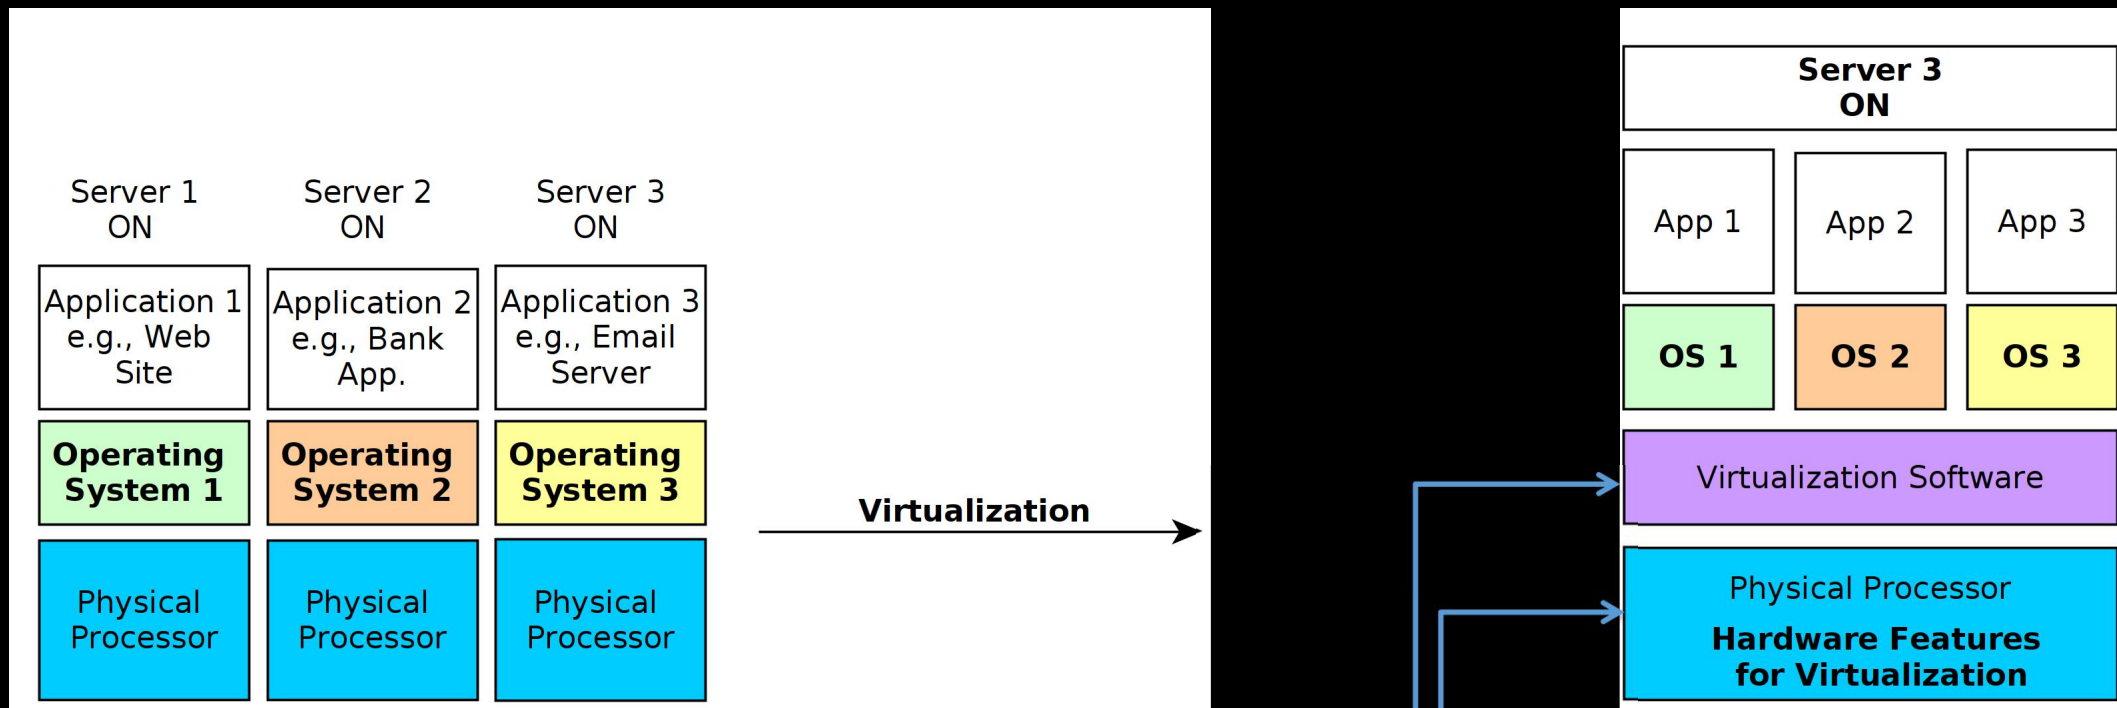 Server 1
ON
Server 2
ON
Server 3
ON
Application 1
e.g., Web
Site
Application 2
e.g., Bank
App.
Application 3
e.g., Email
Server
Operating
System 1
Operating
System 2
Operating
System 3
Physical
Processor
Physical
Processor
Physical
Processor
Virtualization
Server 3
ON
App 1
App 2
App 3
OS 1
OS 2
OS 3
Virtualization Software
Physical Processor
Hardware Features
for Virtualization